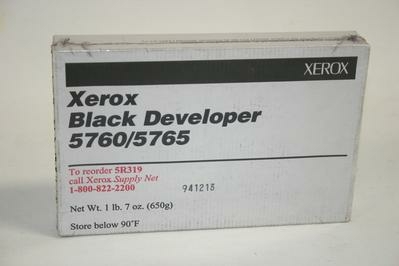 XEROX
Xerox
Black Developer
5760/5765
To reorder 5R319
call Xerox Supply Net
1-800-822-2200
941213
Net Wt. 1 lb. 7 oz. (650g)
Store below 90°F